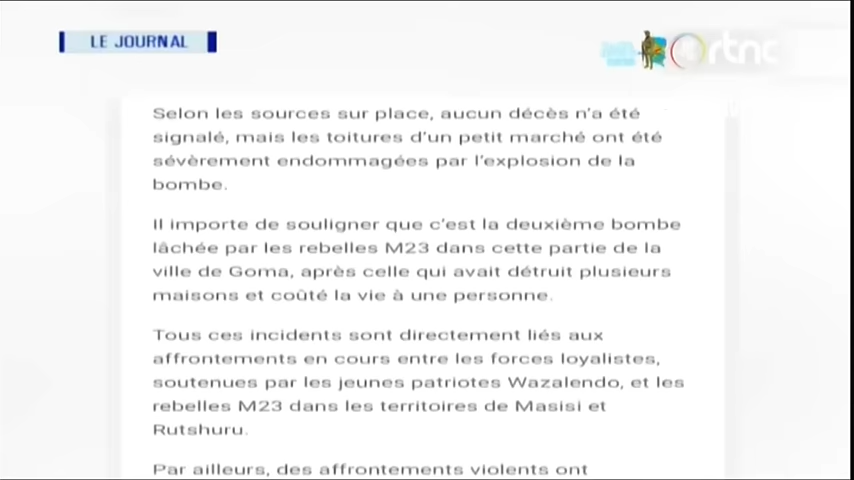 LE JOURNAL
rtnc
Selon les sources sur place, aucun décès n'a été
signalé, mais les toitures d'un petit marché ont été
sévèrement endommagées par l'explosion de la
bombe.
Il importe de souligner que c'est la deuxième bombe
lâchée par les rebelles M23 dans cette partie de la
ville de Goma, après celle qui avait détruit plusieurs
maisons et coûté la vie à une personne.
Tous ces incidents sont directement liés aux
affrontements en cours entre les forces loyalistes,
soutenues par les jeunes patriotes Wazalendo, et les
rebelles M23 dans les territoires de Masisi et
Rutshuru.
Par ailleurs, des affrontements violents ont